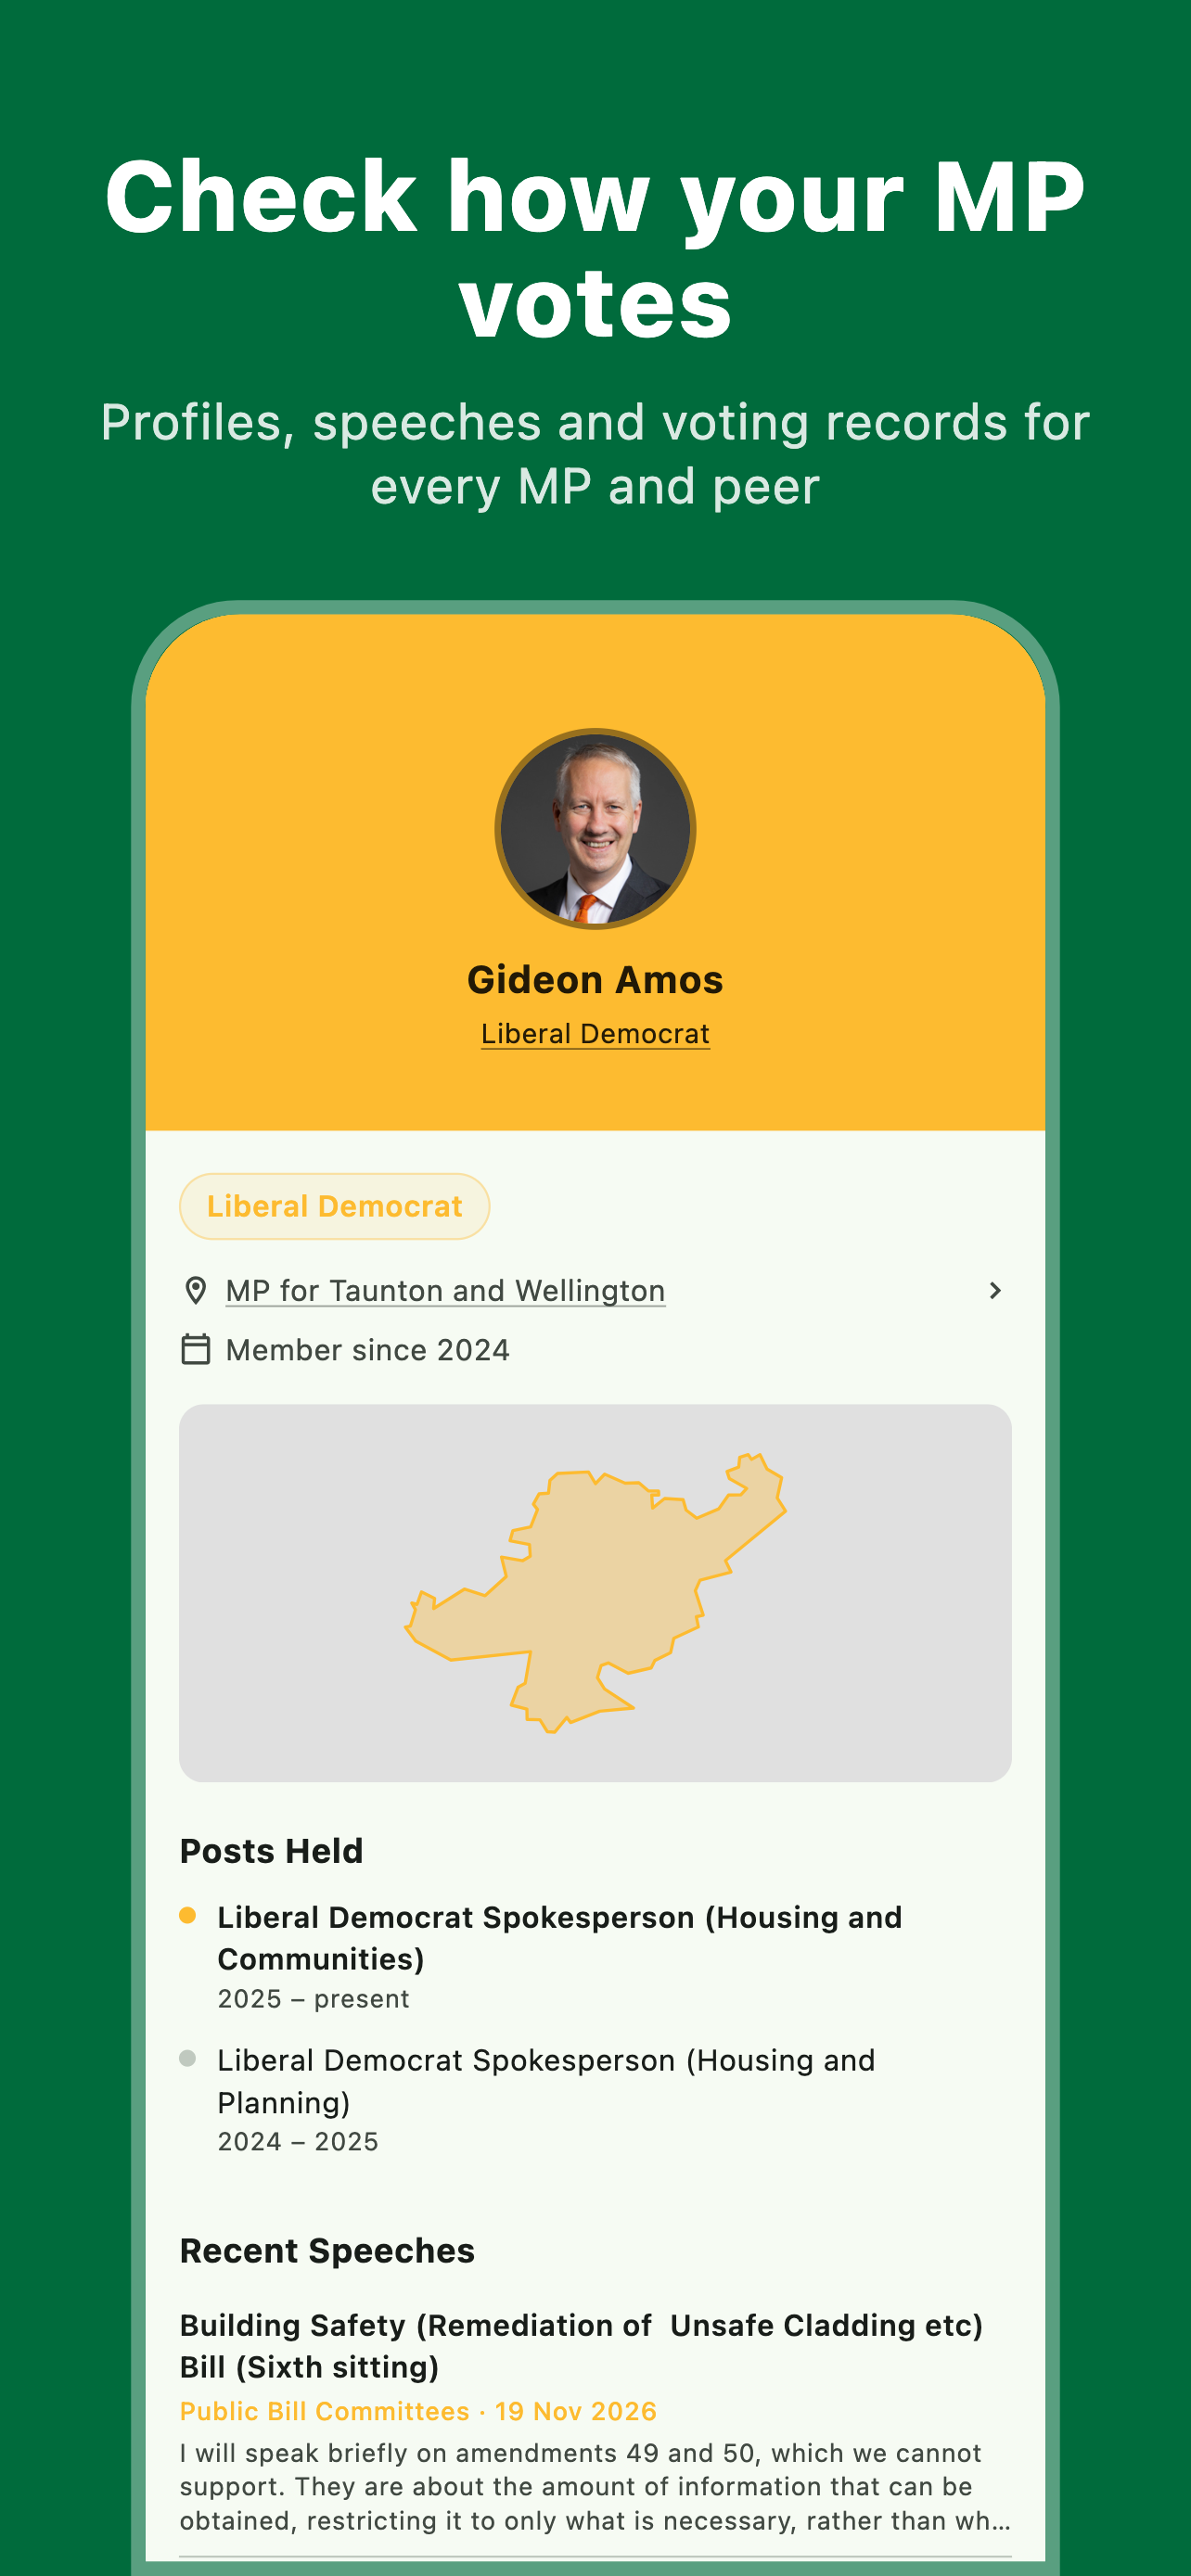 Check how your MP
votes
Profiles, speeches and voting records for
every MP and peer
Gideon Amos
Liberal Democrat
Liberal Democrat
MP for Taunton and Wellington
Member since 2024
Posts Held
Liberal Democrat Spokesperson (Housing and
Communities)
2025 – present
Liberal Democrat Spokesperson (Housing and
Planning)
2024 – 2025
Recent Speeches
Building Safety (Remediation of  Unsafe Cladding etc)
Bill (Sixth sitting)
Public Bill Committees · 19 Nov 2026
I will speak briefly on amendments 49 and 50, which we cannot
support. They are about the amount of information that can be
obtained, restricting it to only what is necessary, rather than wh…